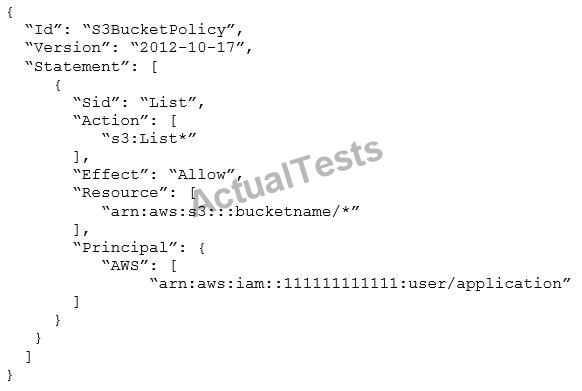 {
  “Id”: “S3BucketPolicy”,
  “Version”: “2012-10-17”,
  “Statement”: [
     {
       “Sid”: “List”,
       “Action”: [
          “s3:List*”
       ],
       “Effect”: “Allow”,
       “Resource”: [
          “arn:aws:s3:::bucketname/*”
       ],
       “Principal”: {
          “AWS”: [
               “arn:aws:iam::111111111111:user/application”
       ]
     }
   }
  ]
}
ActualTests